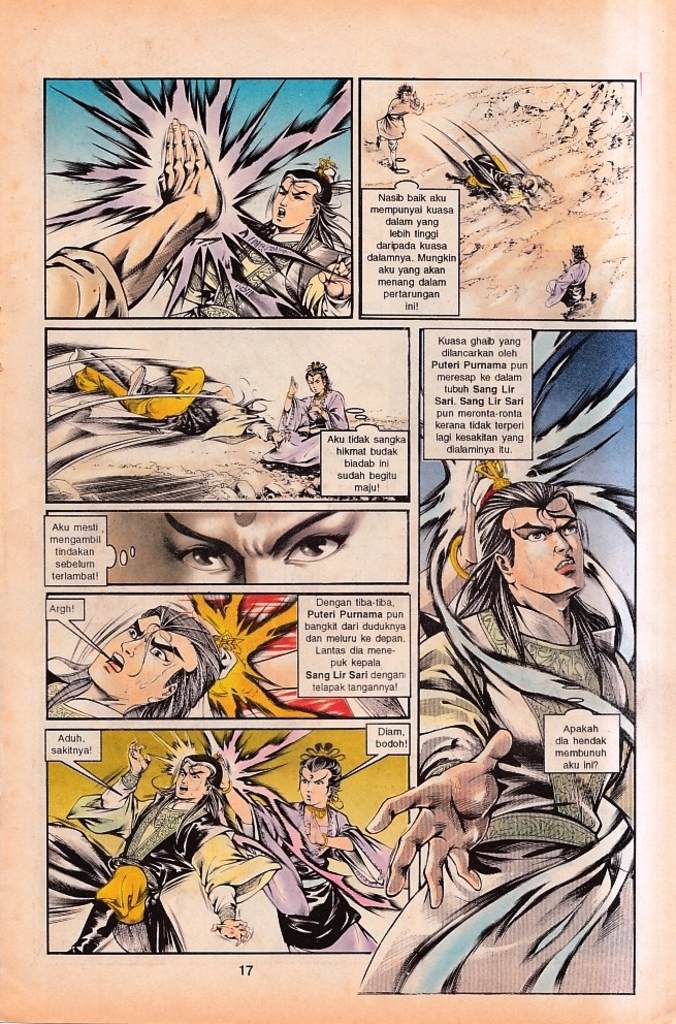 Nasib baik aku
mempunyai kuasa
dalam yang
lebih tinggi
daripada kuasa
dalamnya. Mungkin
aku yang akan
menang dalam
pertarungan
ini!
Aku tidak sangka
hikmat budak
biadab ini
sudah begitu
maju!
Aku mesti
mengambil
tindakan
sebelum
terlambat!
Argh!
Dengan tiba-tiba,
Puteri Purnama pun
bangkit dari duduknya
dan meluru ke depan.
Lantas dia mene-
puk kepala
Sang Lir Sari dengan
telapak tangannya!
Aduh,
sakitnya!
Diam,
bodoh!
Kuasa ghaib yang
dilancarkan oleh
Puteri Purnama pun
meresap ke dalam
tubuh Sang Lir
Sari. Sang Lir Sari
pun meronta-ronta
kerana tidak terperi
lagi kesakitan yang
dialaminya itu.
Apakah
dia hendak
membunuh
aku ini?
17